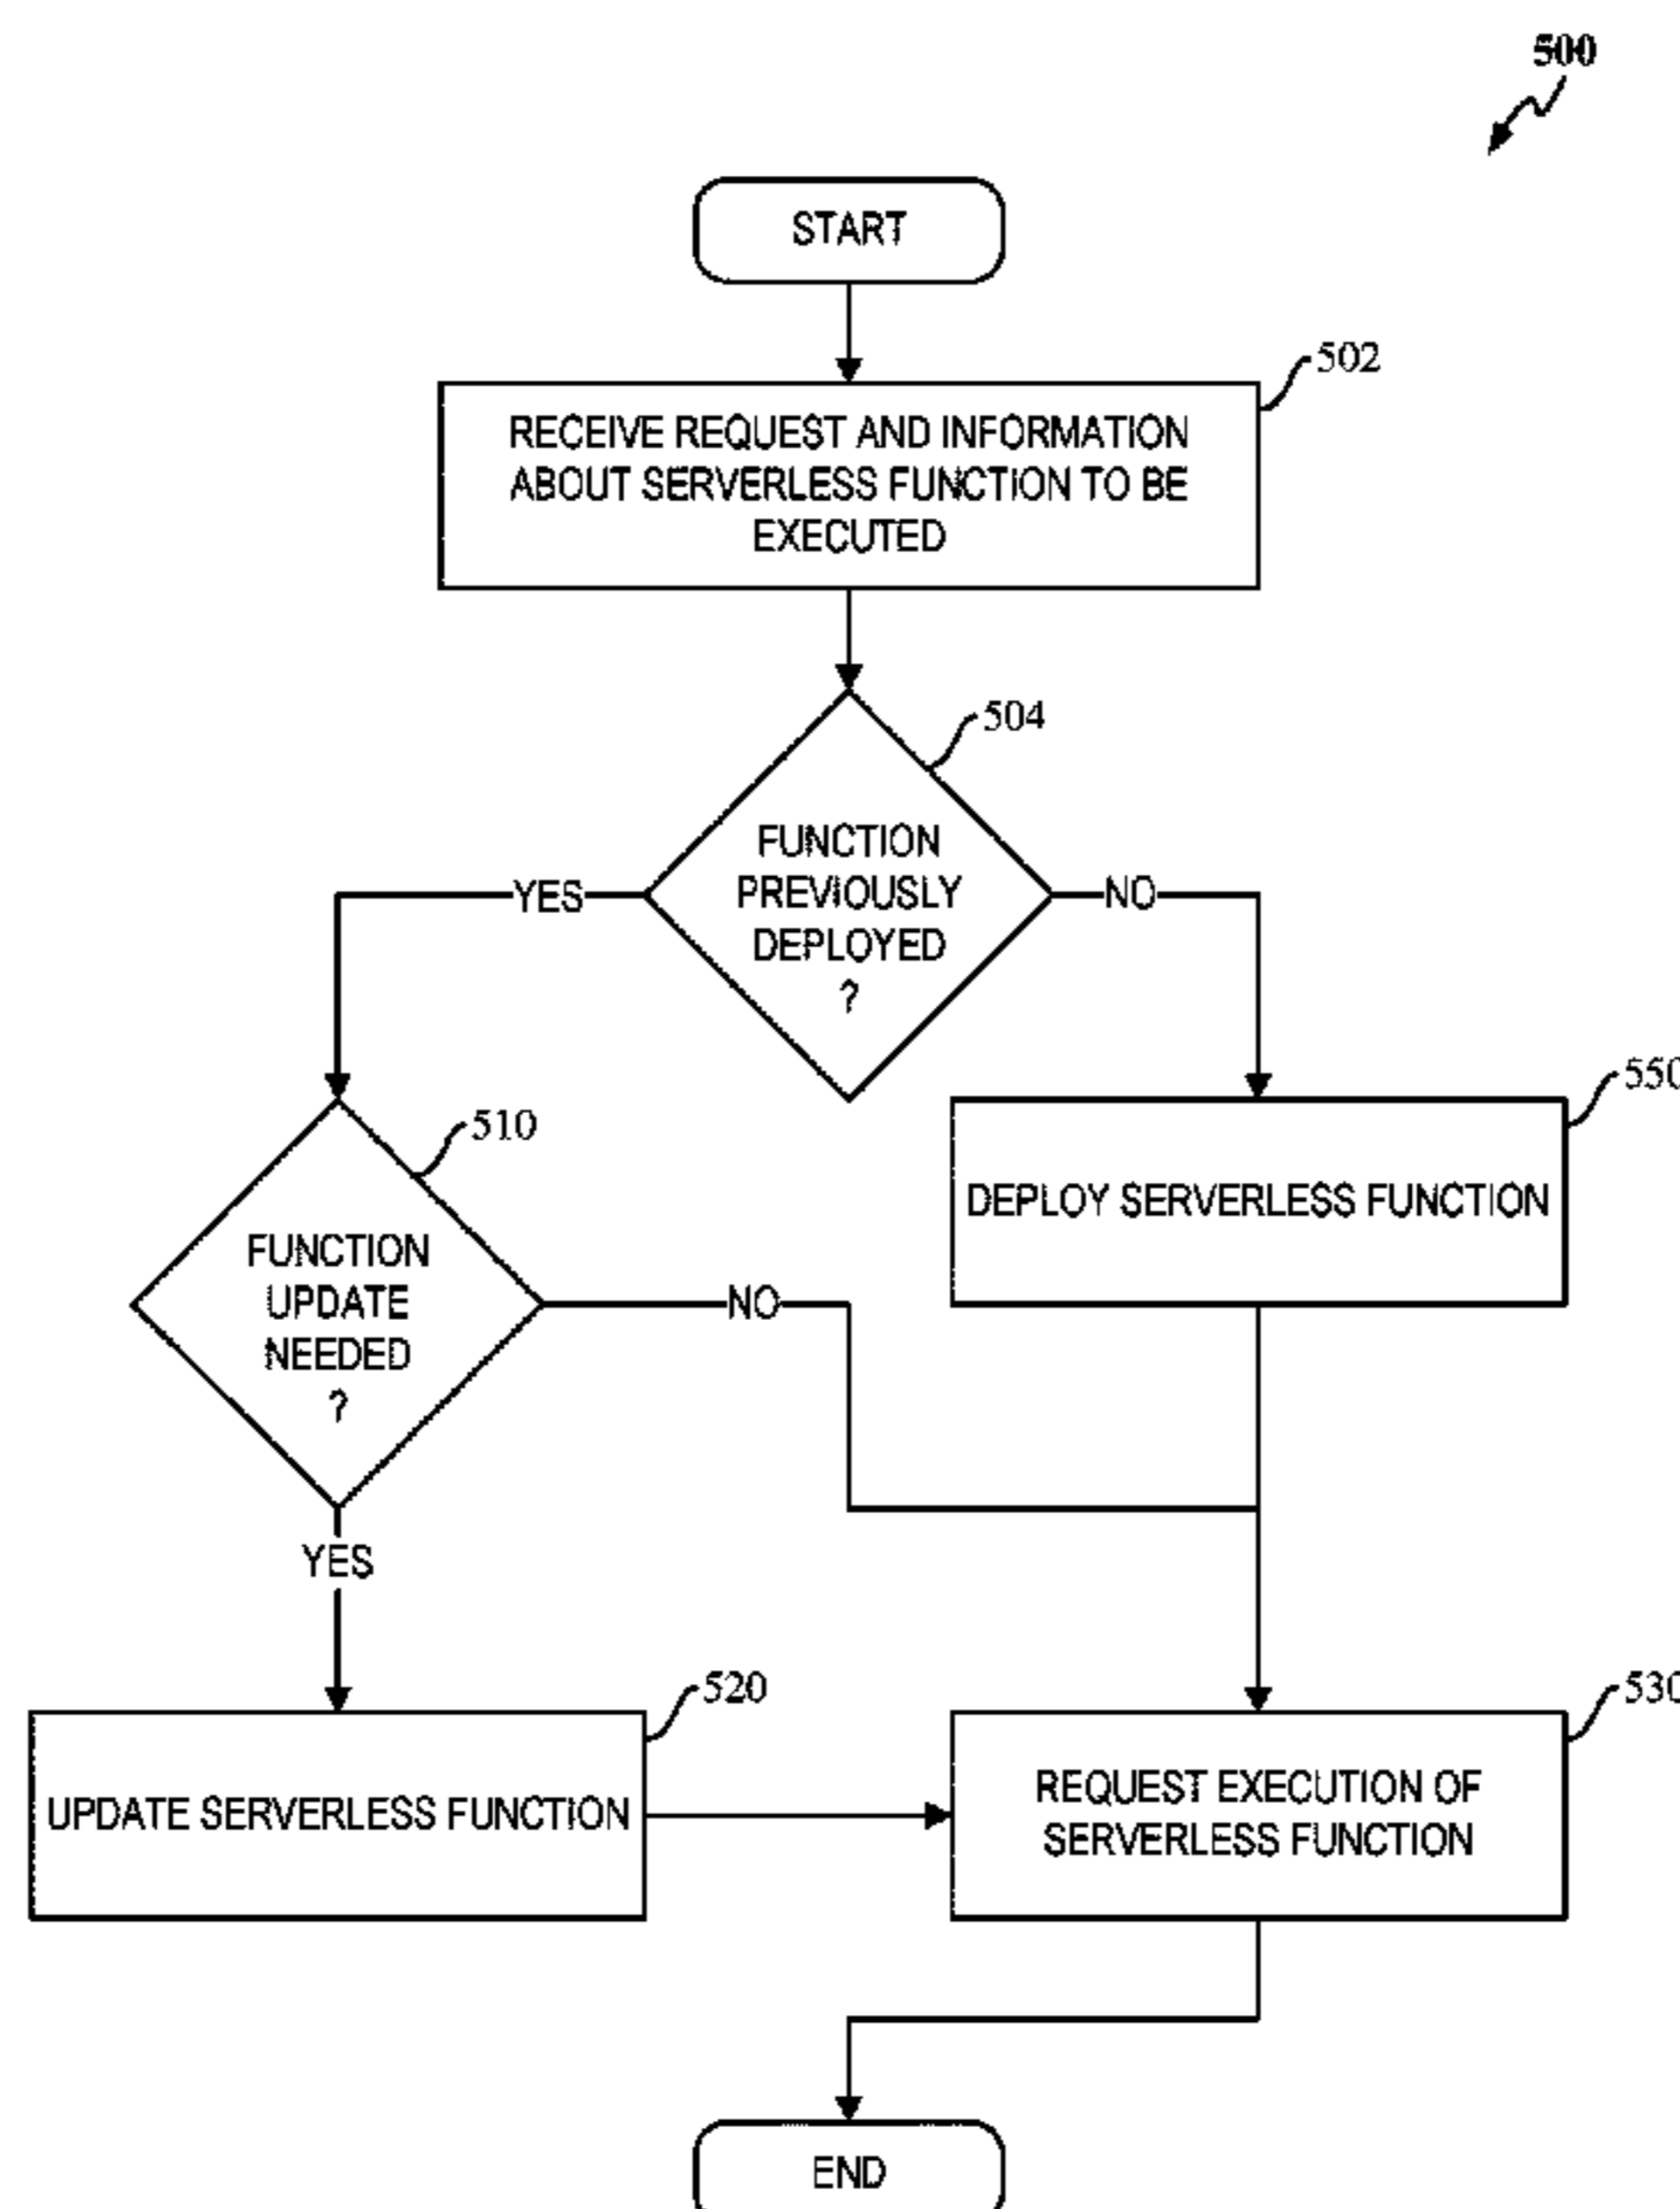 500
START
502
RECEIVE REQUEST AND INFORMATION
ABOUT SERVERLESS FUNCTION TO BE
EXECUTED
504
FUNCTION
PREVIOUSLY
DEPLOYED
?
YES
NO
510
FUNCTION
UPDATE
NEEDED
?
NO
YES
550
DEPLOY SERVERLESS FUNCTION
520
UPDATE SERVERLESS FUNCTION
530
REQUEST EXECUTION OF
SERVERLESS FUNCTION
END